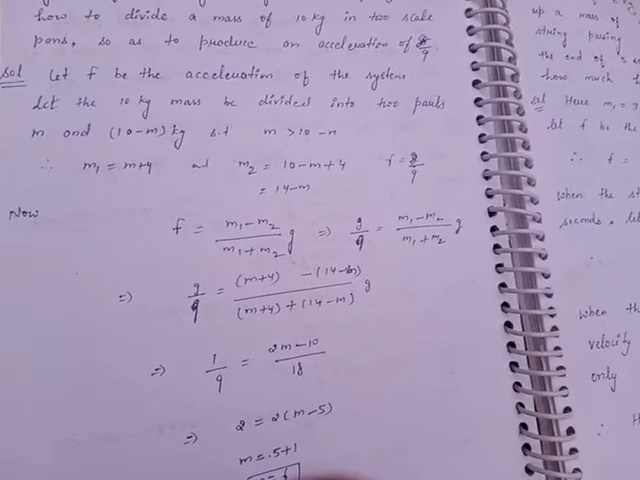 how to divide a mass of 10 kg in two scale
pans, so as to produce an acceleration of g/9.
Sol Let f be the acceleration of the system
Let the 10 kg mass be divided into two parts
m and (10-m) kg s.t m > 10-m
∴ m₁ = m+4 and m₂ = 10-m+4 f = g/9
= 14-m
Now
f = (m₁-m₂)/(m₁+m₂) g ⇒ g/9 = (m₁-m₂)/(m₁+m₂) g
⇒ g/9 = ((m+4) -(14-m))/((m+4)+(14-m)) g
⇒ 1/9 = (2m-10)/18
⇒ 2 = 2(m-5)
m = 5+1
up a mass of
string passing
the end of 5
how much
sol Here m₁ = 3
let f be the
∴ f =
when the st
seconds, let
∴
when th
velocity
only
∴ H